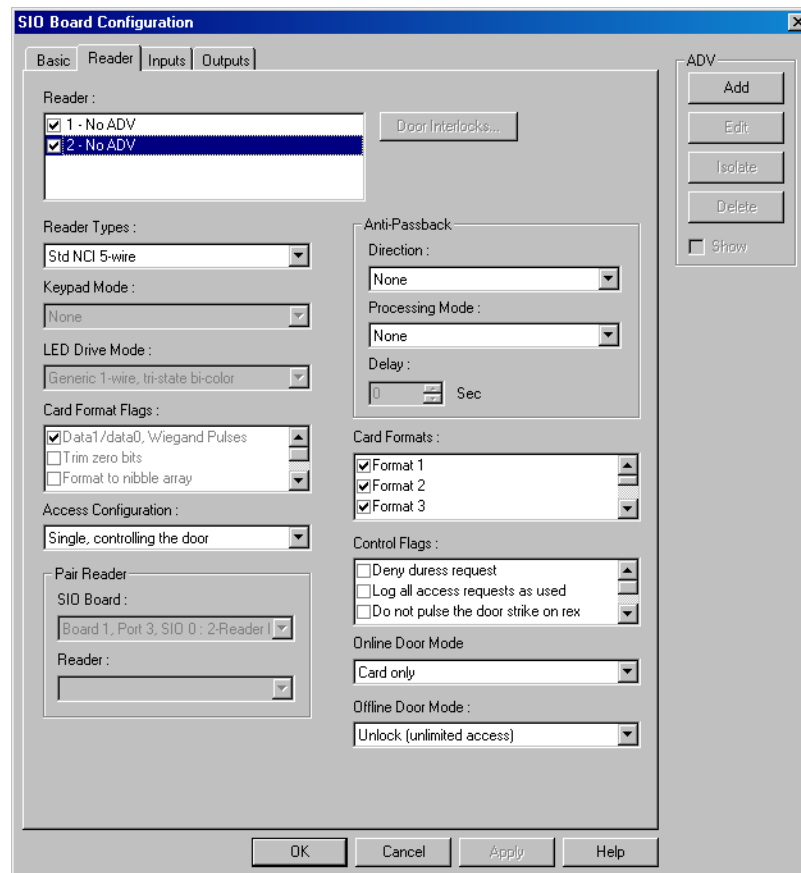 SIO Board Configuration
Basic
Reader
Inputs
Outputs
Reader :
1 - No ADV
2 - No ADV
Door Interlocks...
ADV
Add
Edit
Isolate
Delete
Show
Reader Types :
Std NCI 5-wire
Keypad Mode :
None
LED Drive Mode :
Generic 1-wire, tri-state bi-color
Card Format Flags :
Data1/data0, Wiegand Pulses
Trim zero bits
Format to nibble array
Access Configuration :
Single, controlling the door
Pair Reader
SIO Board :
Board 1, Port 3, SIO 0 : 2-Reader I
Reader :
Anti-Passback
Direction :
None
Processing Mode :
None
Delay :
0 Sec
Card Formats :
Format 1
Format 2
Format 3
Control Flags :
Deny duress request
Log all access requests as used
Do not pulse the door strike on rex
Online Door Mode
Card only
Offline Door Mode :
Unlock (unlimited access)
OK
Cancel
Apply
Help